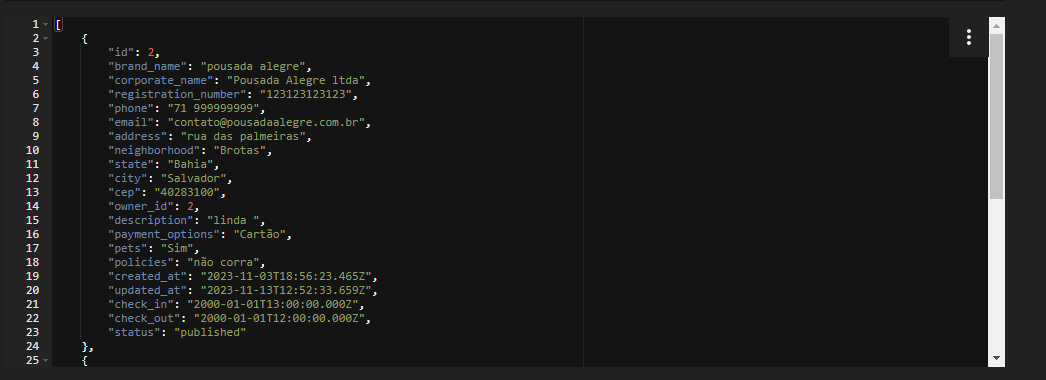 1 [
2 {
3 "id": 2,
4 "brand_name": "pousada alegre",
5 "corporate_name": "Pousada Alegre ltda",
6 "registration_number": "123123123123",
7 "phone": "71 999999999",
8 "email": "contato@pousadaalegre.com.br",
9 "address": "rua das palmeiras",
10 "neighborhood": "Brotas",
11 "state": "Bahia",
12 "city": "Salvador",
13 "cep": "40283100",
14 "owner_id": 2,
15 "description": "linda ",
16 "payment_options": "Cartão",
17 "pets": "Sim",
18 "policies": "não corra",
19 "created_at": "2023-11-03T18:56:23.465Z",
20 "updated_at": "2023-11-13T12:52:33.659Z",
21 "check_in": "2000-01-01T13:00:00.000Z",
22 "check_out": "2000-01-01T12:00:00.000Z",
23 "status": "published"
24 },
25 {